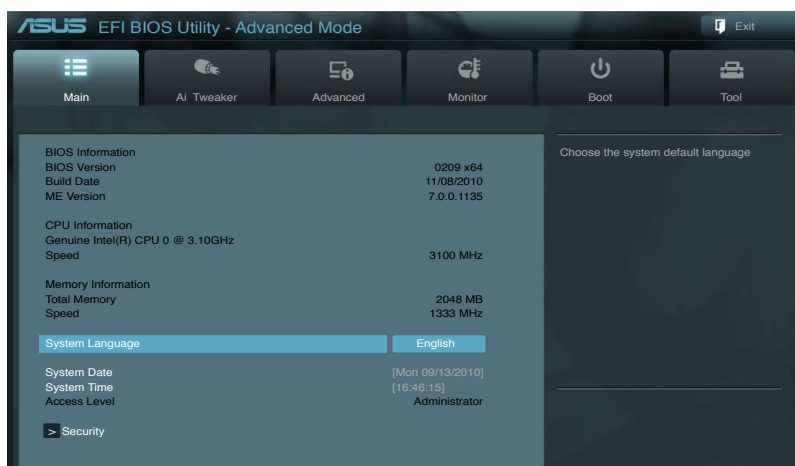 ASUS EFI BIOS Utility - Advanced Mode
Exit
Main Ai Tweaker Advanced Monitor Boot Tool
BIOS Information
BIOS Version 0209 x64
Build Date 11/08/2010
ME Version 7.0.0.1135
CPU Information
Genuine Intel(R) CPU 0 @ 3.10GHz
Speed 3100 MHz
Memory Information
Total Memory 2048 MB
Speed 1333 MHz
System Language English
System Date [Mon 09/13/2010]
System Time [16:46:15]
Access Level Administrator
> Security
Choose the system default language